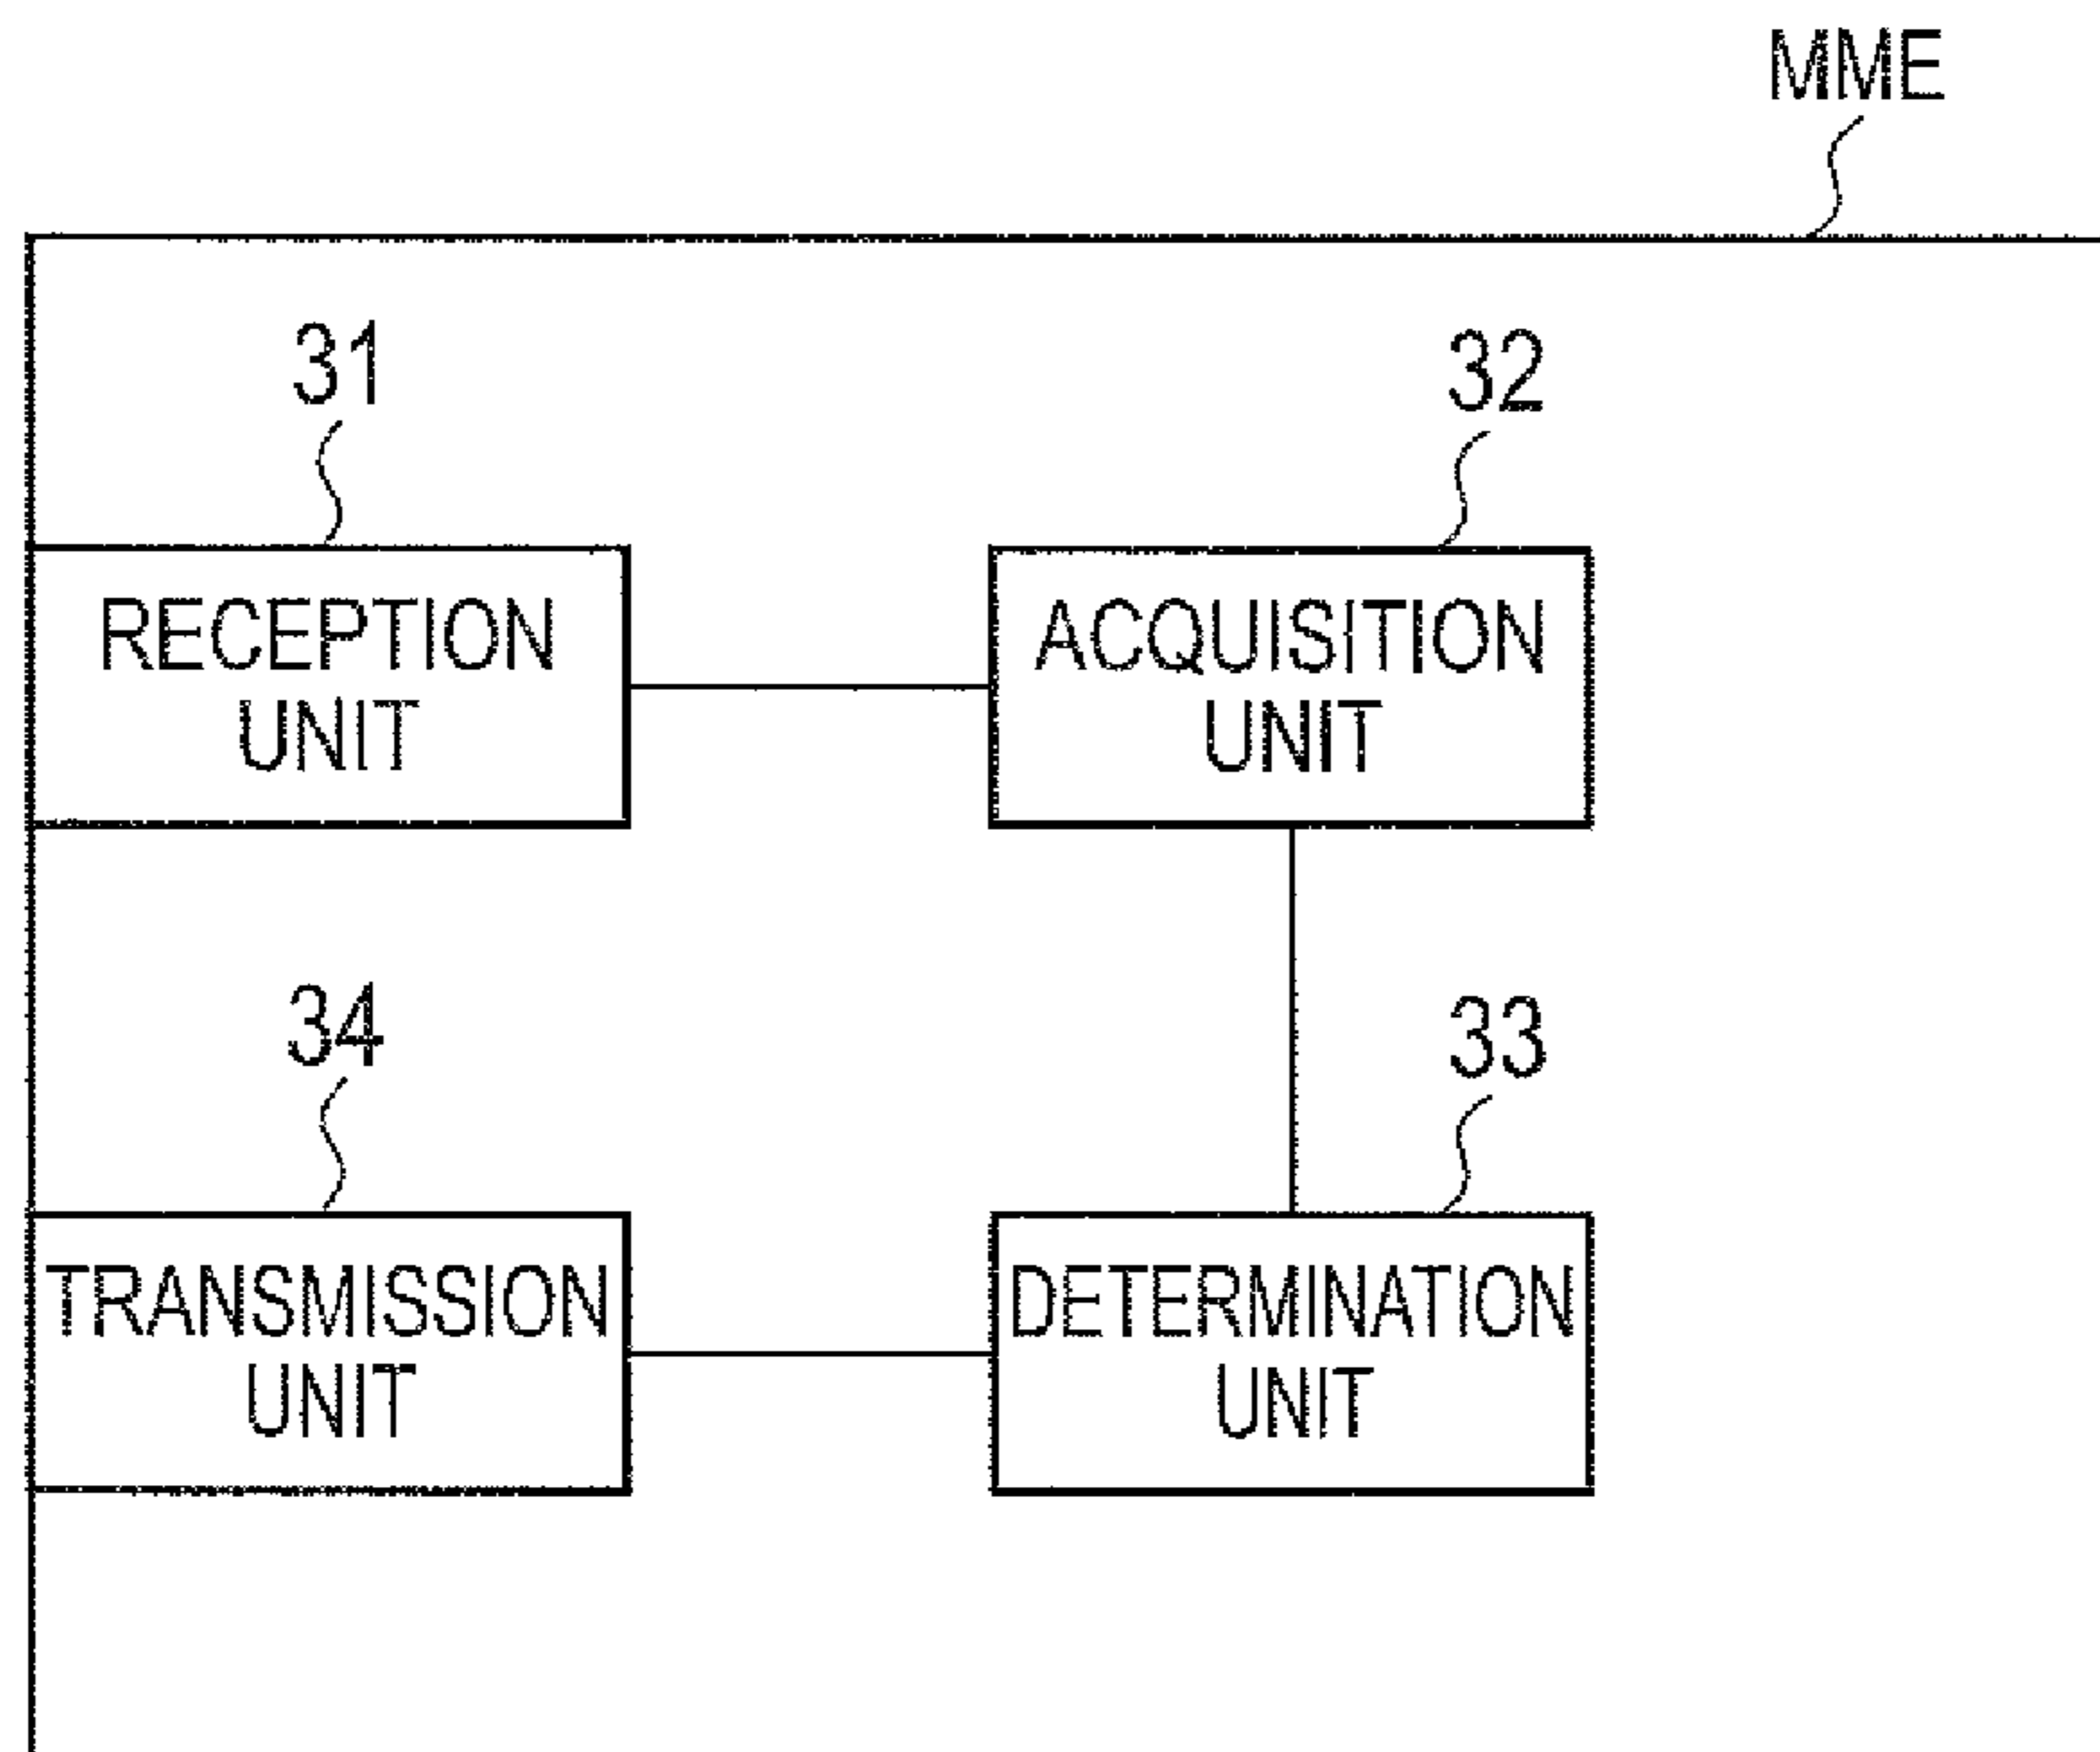 MME
31
32
RECEPTION
UNIT
ACQUISITION
UNIT
34
33
TRANSMISSION
UNIT
DETERMINATION
UNIT